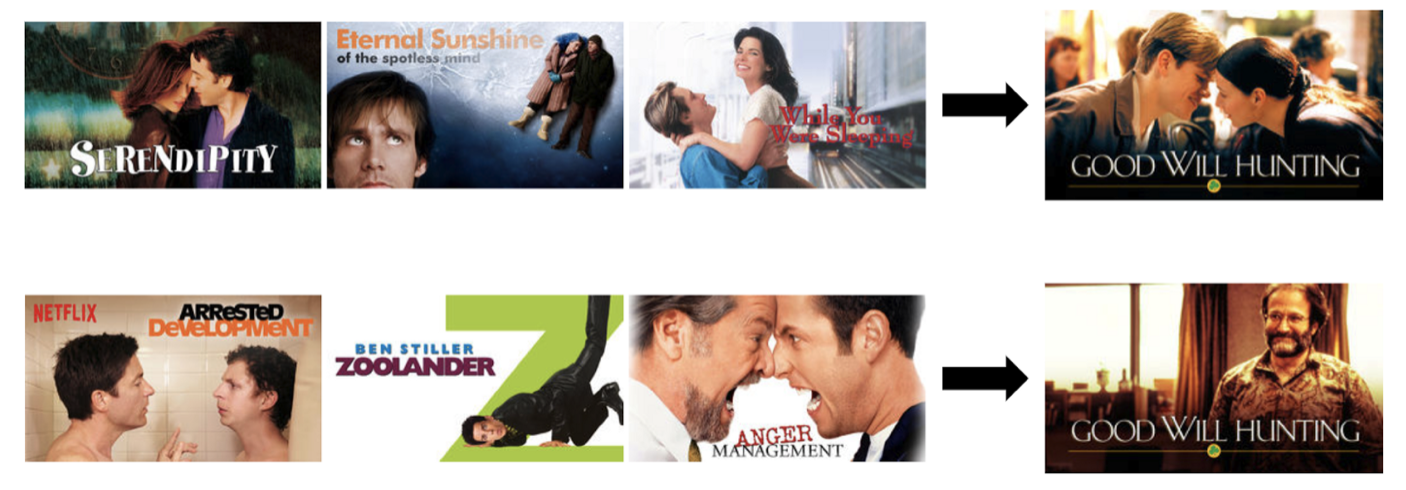 SERENDIPITY
Eternal Sunshine
of the spotless mind
While You
Were Sleeping
GOOD WILL HUNTING
NETFLIX
ARReSTeD
DeVeLOPMeNT
BEN STILLER
ZOOLANDER
Z
ANGER
MANAGEMENT
GOOD WILL HUNTING